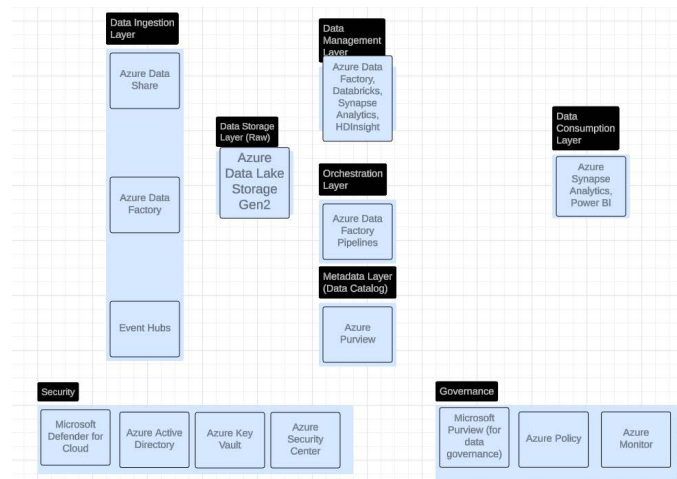 Data Ingestion
Layer
Azure Data
Share
Azure Data
Factory
Event Hubs
Data Storage
Layer (Raw)
Azure
Data Lake
Storage
Gen2
Data
Management
Layer
Azure Data
Factory,
Databricks,
Synapse
Analytics,
HDInsight
Orchestration
Layer
Azure Data
Factory
Pipelines
Metadata Layer
(Data Catalog)
Azure
Purview
Data
Consumption
Layer
Azure
Synapse
Analytics,
Power BI
Security
Microsoft
Defender for
Cloud
Azure Active
Directory
Azure Key
Vault
Azure
Security
Center
Governance
Microsoft
Purview (for
data
governance)
Azure Policy
Azure
Monitor